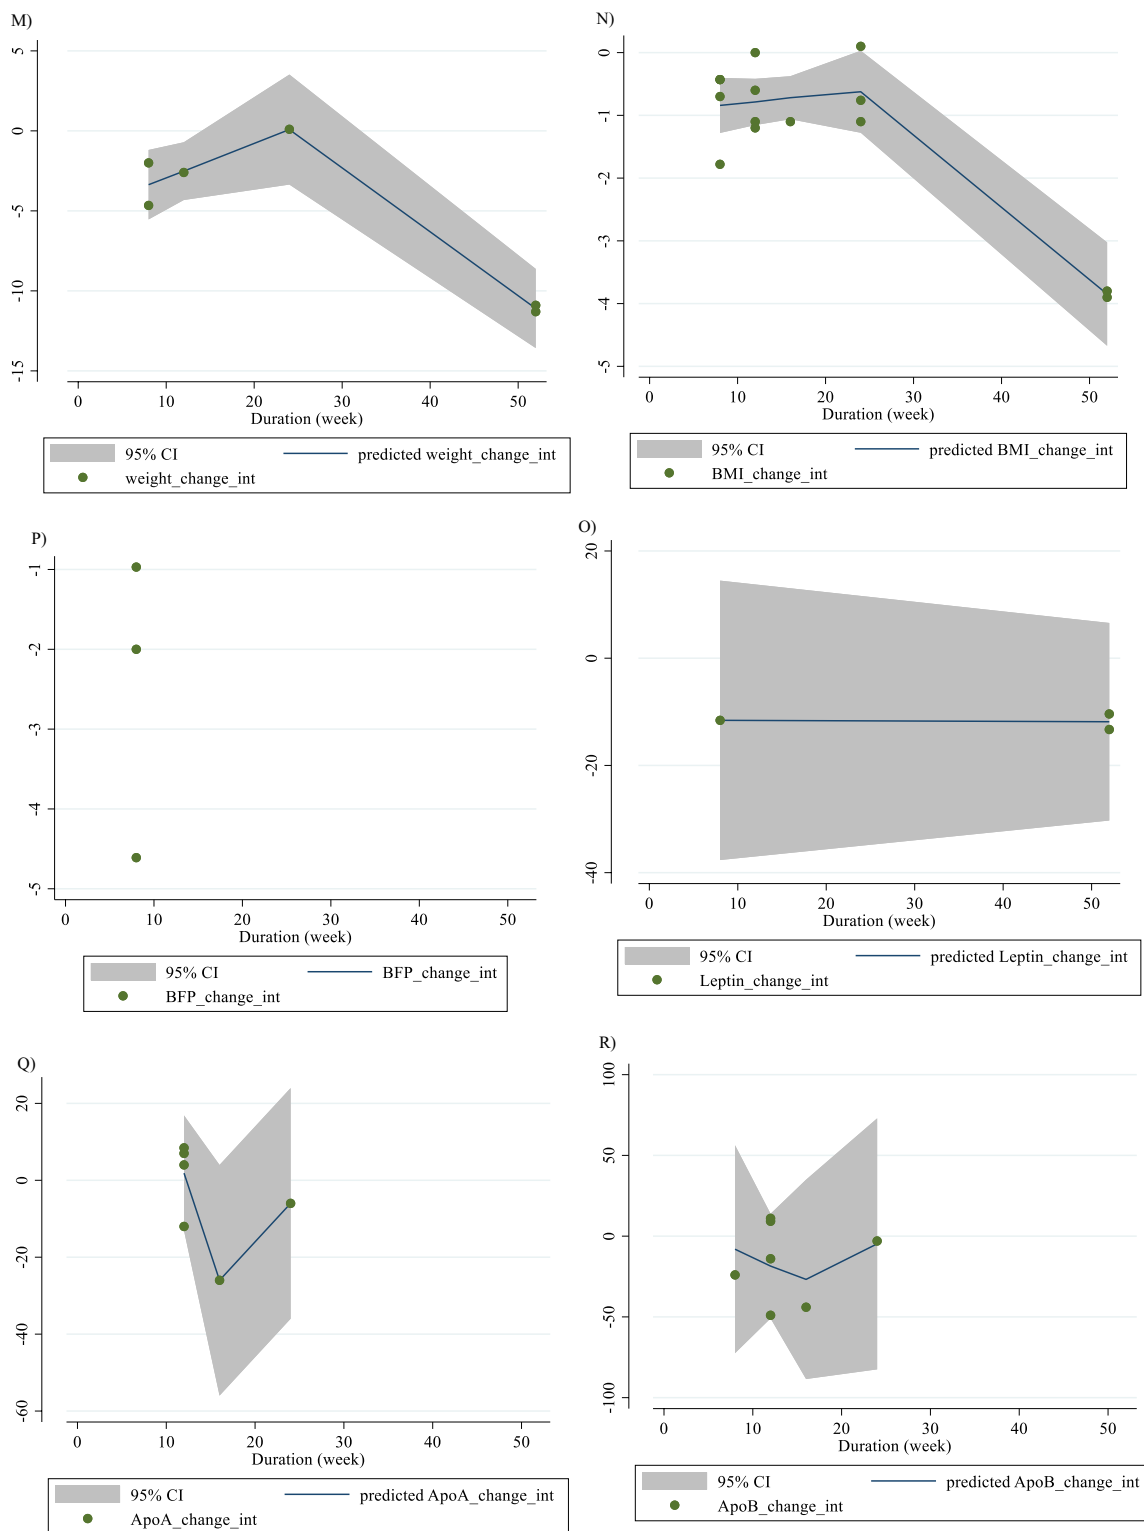 M)
5
0
-5
-10
-15
0 10 20 30 40 50
Duration (week)
95% CI predicted weight_change_int
weight_change_int
N)
0
-1
-2
-3
-4
-5
0 10 20 30 40 50
Duration (week)
95% CI predicted BMI_change_int
BMI_change_int
P)
-1
-2
-3
-4
-5
0 10 20 30 40 50
Duration (week)
95% CI BFP_change_int
BFP_change_int
O)
20
0
-20
-40
0 10 20 30 40 50
Duration (week)
95% CI predicted Leptin_change_int
Leptin_change_int
Q)
20
0
-20
-40
-60
0 10 20 30 40 50
Duration (week)
95% CI predicted ApoA_change_int
ApoA_change_int
R)
100
50
0
-50
-100
0 10 20 30 40 50
Duration (week)
95% CI predicted ApoB_change_int
ApoB_change_int